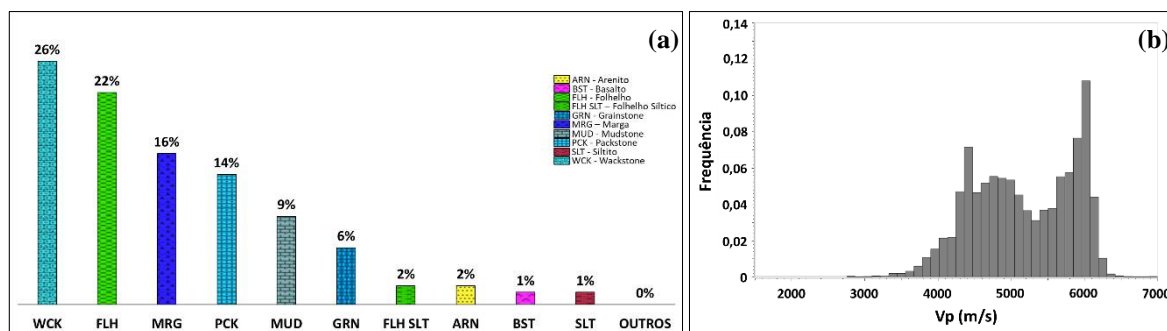 (a)
26%
22%
16%
14%
9%
6%
2%
2%
1%
1%
0%
ARN - Arenito
BST - Basalto
FLH - Folhelho
FLH SLT – Folhelho Síltico
GRN - Grainstone
MRG – Marga
MUD - Mudstone
PCK - Packstone
SLT - Siltito
WCK - Wackstone
WCK FLH MRG PCK MUD GRN FLH SLT ARN BST SLT OUTROS
(b)
Frequência
0,14
0,12
0,10
0,08
0,06
0,04
0,02
0
2000 3000 4000 5000 6000 7000
Vp (m/s)